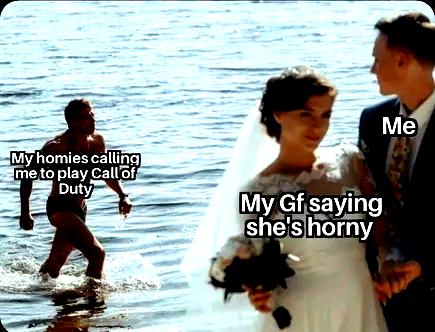 Me
My homies calling
me to play Call of
Duty
My Gf saying
she's horny